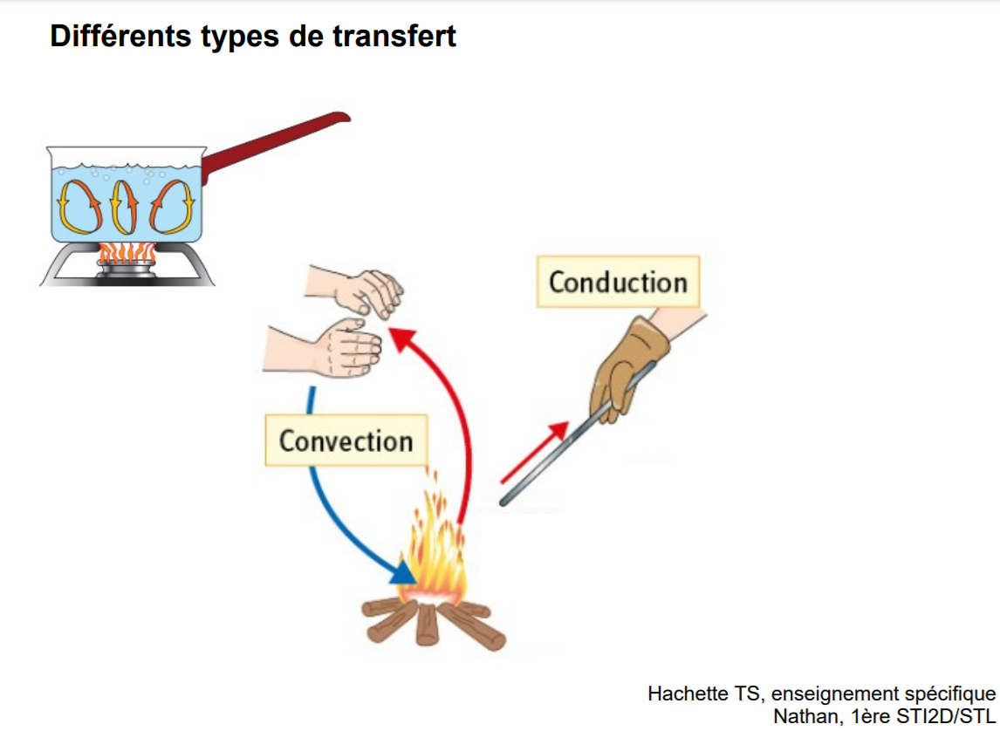 Différents types de transfert
Conduction
Convection
Hachette TS, enseignement spécifique
Nathan, 1ère STI2D/STL